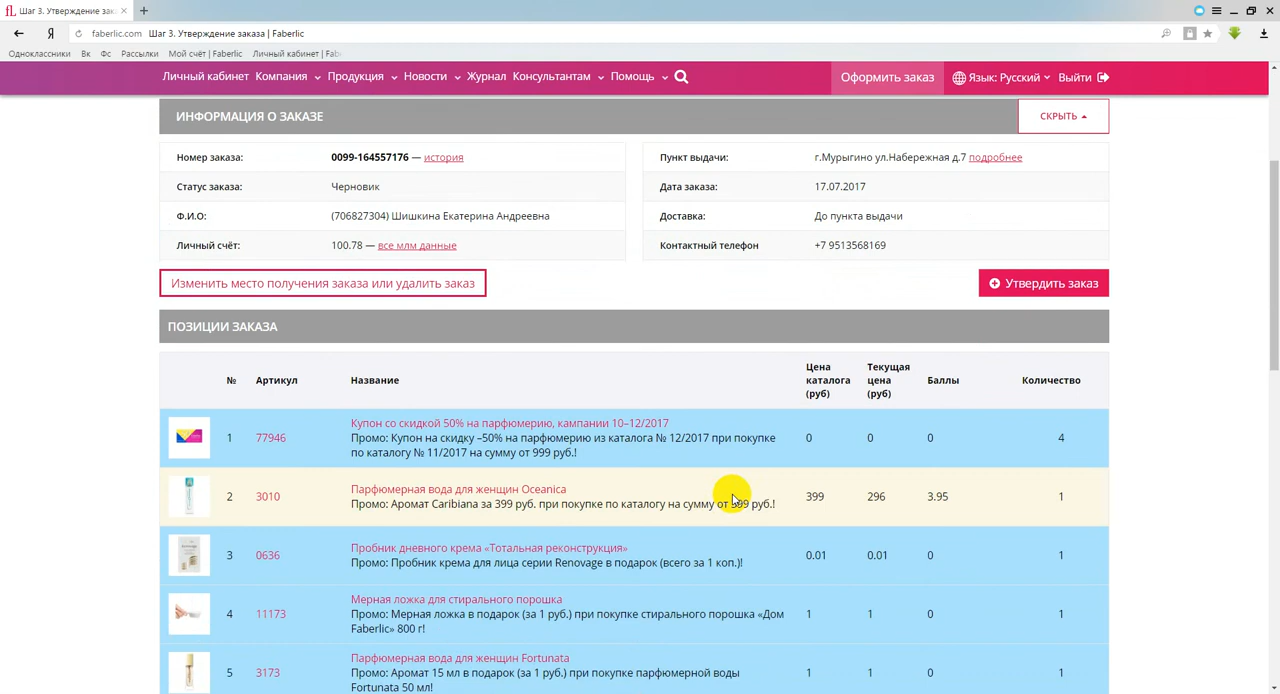 fL Шаг 3. Утверждение зак
faberlic.com Шаг 3. Утверждение заказа | Faberlic
Одноклассники Вк Фс Рассылки Мой счёт | Faberlic Личный кабинет | Fab
Личный кабинет Компания Продукция Новости Журнал Консультантам Помощь Оформить заказ Язык: Русский Выйти
ИНФОРМАЦИЯ О ЗАКАЗЕ СКРЫТЬ
Номер заказа: 0099-164557176 — история
Статус заказа: Черновик
Ф.И.О: (706827304) Шишкина Екатерина Андреевна
Личный счёт: 100.78 — все млм данные
Пункт выдачи: г.Мурыгино ул.Набережная д.7 подробнее
Дата заказа: 17.07.2017
Доставка: До пункта выдачи
Контактный телефон +7 9513568169
Изменить место получения заказа или удалить заказ Утвердить заказ
ПОЗИЦИИ ЗАКАЗА
№ Артикул Название Цена каталога (руб) Текущая цена (руб) Баллы Количество
Купон со скидкой 50% на парфюмерию, кампании 10–12/2017
1 77946 Промо: Купон на скидку –50% на парфюмерию из каталога № 12/2017 при покупке 0 0 0 4
по каталогу № 11/2017 на сумму от 999 руб.!
Парфюмерная вода для женщин Oceanica
2 3010 399 296 3.95 1
Промо: Аромат Caribiana за 399 руб. при покупке по каталогу на сумму от 399 руб.!
Пробник дневного крема «Тотальная реконструкция»
3 0636 0.01 0.01 0 1
Промо: Пробник крема для лица серии Renovage в подарок (всего за 1 коп.)!
Мерная ложка для стирального порошка
4 11173 Промо: Мерная ложка в подарок (за 1 руб.) при покупке стирального порошка «Дом 1 1 0 1
Faberlic» 800 г!
Парфюмерная вода для женщин Fortunata
5 3173 Промо: Аромат 15 мл в подарок (за 1 руб.) при покупке парфюмерной воды 1 1 0 1
Fortunata 50 мл!